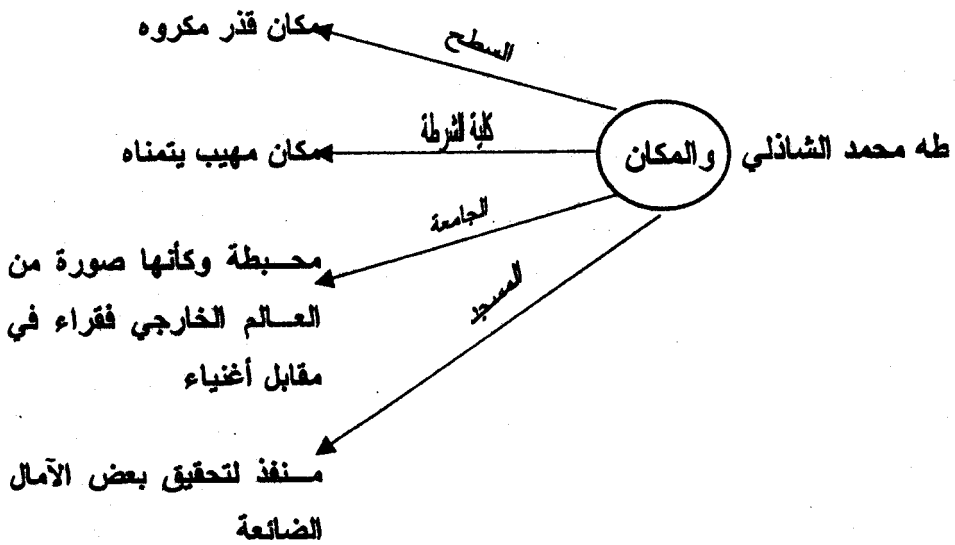 مكان قذر مكروه
السطح
كلية الشرطة
مكان مهيب يتمناه
طه محمد الشاذلي والمكان
الجامعة
محبطة وكأنها صورة من
العالم الخارجي فقراء في
مقابل أغنياء
المسجد
منفذ لتحقيق بعض الآمال
الضائعة